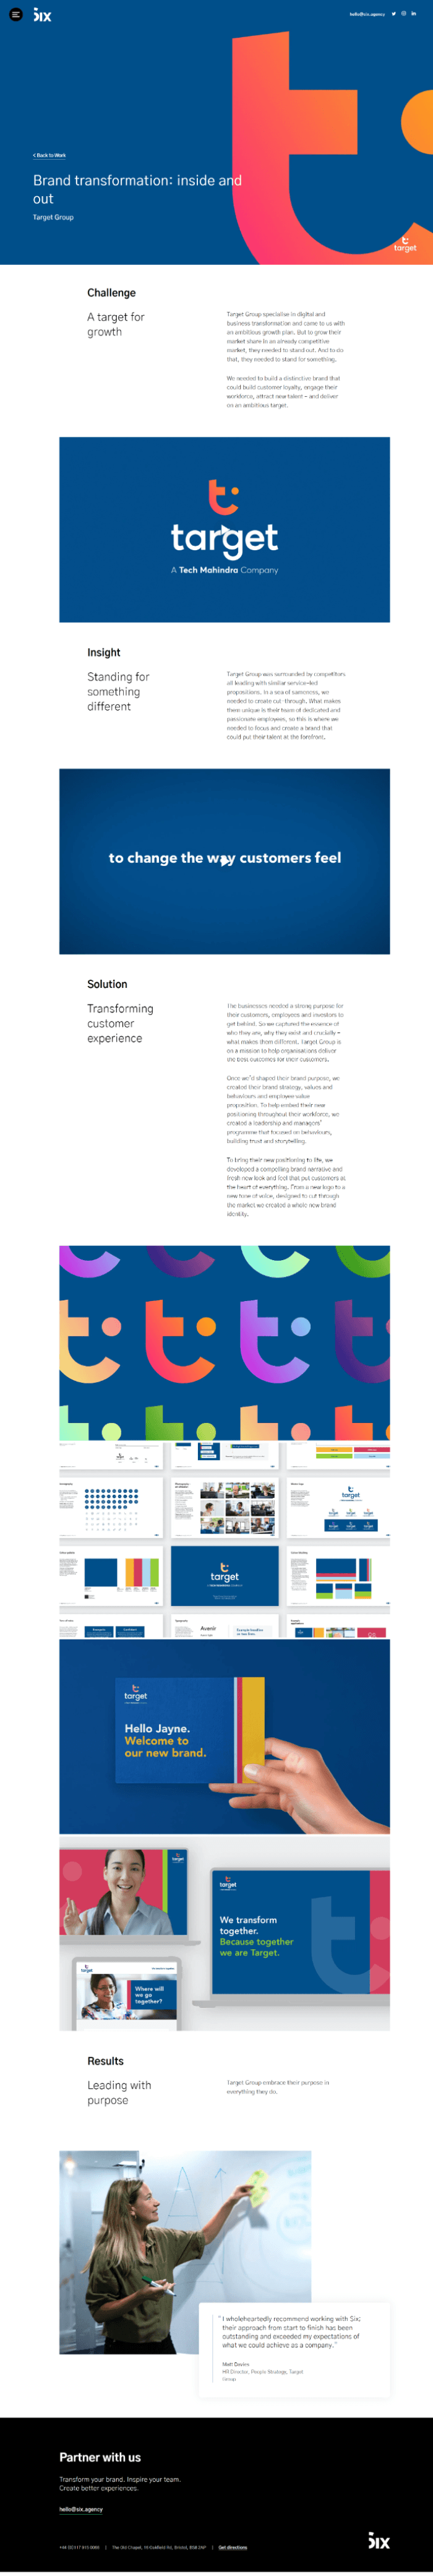 six
hello@six.agency
< Back to Work
Brand transformation: inside and
out
Target Group
target
Challenge
A target for
growth
Target Group specialise in digital and
business transformation and came to us with
an ambitious growth plan. But to grow their
market share in an already competitive
market, they needed to stand out. And to do
that, they needed to stand for something.
We needed to build a distinctive brand that
could build customer loyalty, engage their
workforce, attract new talent – and deliver
on an ambitious target.
target
A Tech Mahindra Company
Insight
Standing for
something
different
Target Group was surrounded by competitors
all leading with similar service-led
propositions. In a sea of sameness, we
needed to create cut-through. What makes
them unique is their team of dedicated and
passionate employees, so this is where we
needed to focus and create a brand that
could put their talent at the forefront.
to change the way customers feel
Solution
Transforming
customer
experience
The businesses needed a strong purpose for
their customers, employees and investors to
get behind. So we captured the essence of
who they are, why they exist and crucially –
what makes them different. Target Group is
on a mission to help organisations deliver
the best outcomes for their customers.
Once we'd shaped their brand purpose, we
created their brand strategy, values and
behaviours and employee value
proposition. To help embed their new
positioning throughout their workforce, we
created a leadership and managers'
programme that focused on behaviours,
building trust and storytelling.
To bring their new positioning to life, we
developed a compelling brand narrative and
fresh new look and feel that put customers at
the heart of everything. From a new logo to a
new tone of voice, designed to cut through
the market we created a whole new brand
identity.
target
target
Avenir
target
Hello Jayne.
Welcome to
our new brand.
target
target
We transform
together.
Because together
we are Target.
target
Where will
we go
together?
Results
Leading with
purpose
Target Group embrace their purpose in
everything they do.
"I wholeheartedly recommend working with Six;
their approach from start to finish has been
outstanding and exceeded my expectations of
what we could achieve as a company."
Matt Davies
HR Director, People Strategy, Target
Group
Partner with us
Transform your brand. Inspire your team.
Create better experiences.
hello@six.agency
The Old Chapel,
Get directions
six